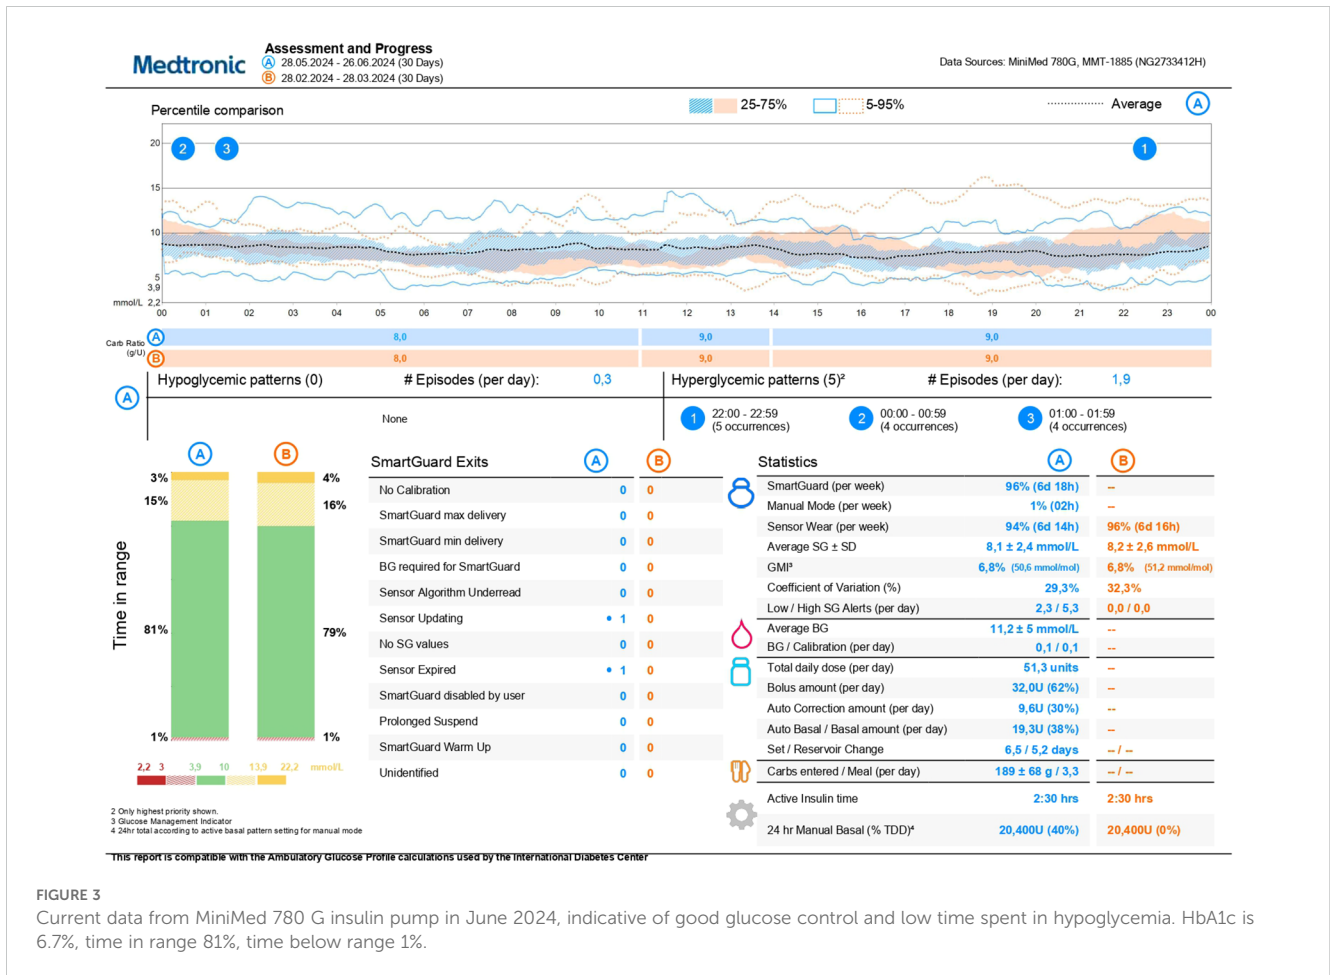 Medtronic
Assessment and Progress
A 28.05.2024 - 26.06.2024 (30 Days)
B 28.02.2024 - 28.03.2024 (30 Days)
Data Sources: MiniMed 780G, MMT-1885 (NG2733412H)
Percentile comparison
25-75% 5-95% Average A
20
15
10
5
3,9
mmol/L 2,2
2 3 1
00 01 02 03 04 05 06 07 08 09 10 11 12 13 14 15 16 17 18 19 20 21 22 23 00
Carb Ratio
(g/U)
A 8,0 9,0 9,0
B 8,0 9,0 9,0
A
Hypoglycemic patterns (0) # Episodes (per day): 0,3
None
Hyperglycemic patterns (5)² # Episodes (per day): 1,9
1 22:00 - 22:59
(5 occurrences)
2 00:00 - 00:59
(4 occurrences)
3 01:00 - 01:59
(4 occurrences)
Time in range
A B
3% 4%
15% 16%
81% 79%
1% 1%
2,2 3 3,9 10 13,9 22,2 mmol/L
SmartGuard Exits A B
No Calibration 0 0
SmartGuard max delivery 0 0
SmartGuard min delivery 0 0
BG required for SmartGuard 0 0
Sensor Algorithm Underread 0 0
Sensor Updating • 1 0
No SG values 0 0
Sensor Expired • 1 0
SmartGuard disabled by user 0 0
Prolonged Suspend 0 0
SmartGuard Warm Up 0 0
Unidentified 0 0
Statistics A B
SmartGuard (per week) 96% (6d 18h) --
Manual Mode (per week) 1% (02h) --
Sensor Wear (per week) 94% (6d 14h) 96% (6d 16h)
Average SG ± SD 8,1 ± 2,4 mmol/L 8,2 ± 2,6 mmol/L
GMI³ 6,8% (50,6 mmol/mol) 6,8% (51,2 mmol/mol)
Coefficient of Variation (%) 29,3% 32,3%
Low / High SG Alerts (per day) 2,3 / 5,3 0,0 / 0,0
Average BG 11,2 ± 5 mmol/L --
BG / Calibration (per day) 0,1 / 0,1 --
Total daily dose (per day) 51,3 units --
Bolus amount (per day) 32,0U (62%) --
Auto Correction amount (per day) 9,6U (30%) --
Auto Basal / Basal amount (per day) 19,3U (38%) --
Set / Reservoir Change 6,5 / 5,2 days -- / --
Carbs entered / Meal (per day) 189 ± 68 g / 3,3 -- / --
Active Insulin time 2:30 hrs 2:30 hrs
24 hr Manual Basal (% TDD)⁴ 20,400U (40%) 20,400U (0%)
2 Only highest priority shown.
3 Glucose Management Indicator
4 24hr total according to active basal pattern setting for manual mode
This report is compatible with the Ambulatory Glucose Profile calculations used by the International Diabetes Center
FIGURE 3
Current data from MiniMed 780 G insulin pump in June 2024, indicative of good glucose control and low time spent in hypoglycemia. HbA1c is
6.7%, time in range 81%, time below range 1%.